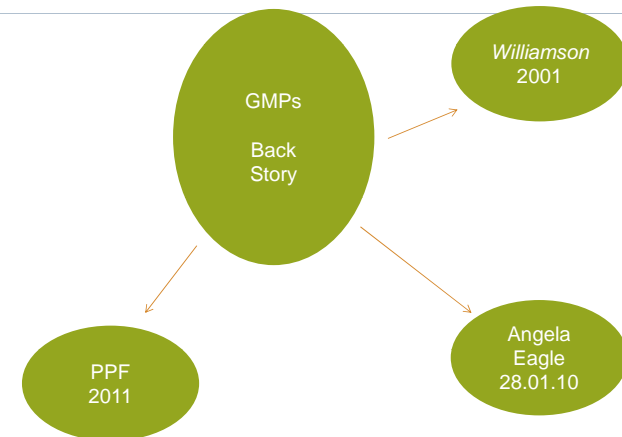 GMPs
Back
Story
Williamson
2001
Angela
Eagle
28.01.10
PPF
2011